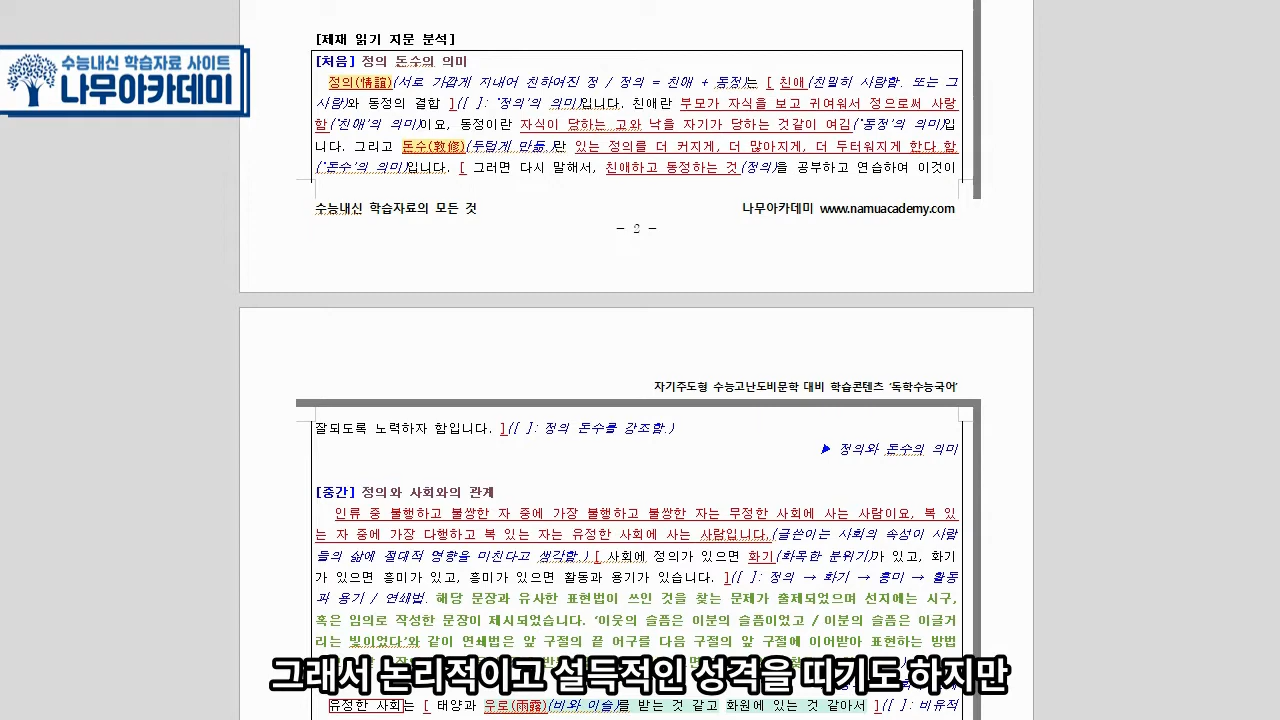 [제재 읽기 지문 분석]
수능내신 학습자료 사이트
나무아카데미
[처음] 정의 돈수의 의미
정의(情誼)(서로 가깝게 지내어 친하여진 정 / 정의 = 친애 + 동정)는 [ 친애(친밀히 사랑함. 또는 그
사랑)와 동정의 결합 ]([ ]: '정의'의 의미)입니다. 친애란 부모가 자식을 보고 귀여워서 정으로써 사랑
함('친애'의 의미)이요, 동정이란 자식이 당하는 고와 낙을 자기가 당하는 것같이 여김('동정'의 의미)입
니다. 그리고 돈수(敦修)(두텁게 만듦)란 있는 정의를 더 커지게, 더 많아지게, 더 두터워지게 한다 함
('돈수'의 의미)입니다. [ 그러면 다시 말해서, 친애하고 동정하는 것(정의)를 공부하고 연습하여 이것이
수능내신 학습자료의 모든 것
나무아카데미 www.namuacademy.com
- 2 -
자기주도형 수능고난도비문학 대비 학습콘텐츠 '독학수능국어'
잘되도록 노력하자 함입니다. ]([ ]: 정의 돈수를 강조함.)
▶ 정의와 돈수의 의미
[중간] 정의와 사회와의 관계
인류 중 불행하고 불쌍한 자 중에 가장 불행하고 불쌍한 자는 무정한 사회에 사는 사람이요, 복 있
는 자 중에 가장 다행하고 복 있는 자는 유정한 사회에 사는 사람입니다.(글쓴이는 사회의 속성이 사람
들의 삶에 절대적 영향을 미친다고 생각함.) [ 사회에 정의가 있으면 화기(화목한 분위기)가 있고, 화기
가 있으면 흥미가 있고, 흥미가 있으면 활동과 용기가 있습니다. ]([ ]: 정의 → 화기 → 흥미 → 활동
과 용기 / 연쇄법. 해당 문장과 유사한 표현법이 쓰인 것을 찾는 문제가 출제되었으며 선지에는 시구,
혹은 임의로 작성한 문장이 제시되었습니다. '이웃의 슬픔은 이분의 슬픔이었고 / 이분의 슬픔은 이글거
리는 빛이었다'와 같이 연쇄법은 앞 구절의 끝 어구를 다음 구절의 앞 구절에 이어받아 표현하는 방법
그래서 논리적이고 설득적인 성격을 띠기도 하지만
유정한 사회는 [ 태양과 우로(雨露)(비와 이슬)를 받는 것 같고 화원에 있는 것 같아서 ]([ ]: 비유적